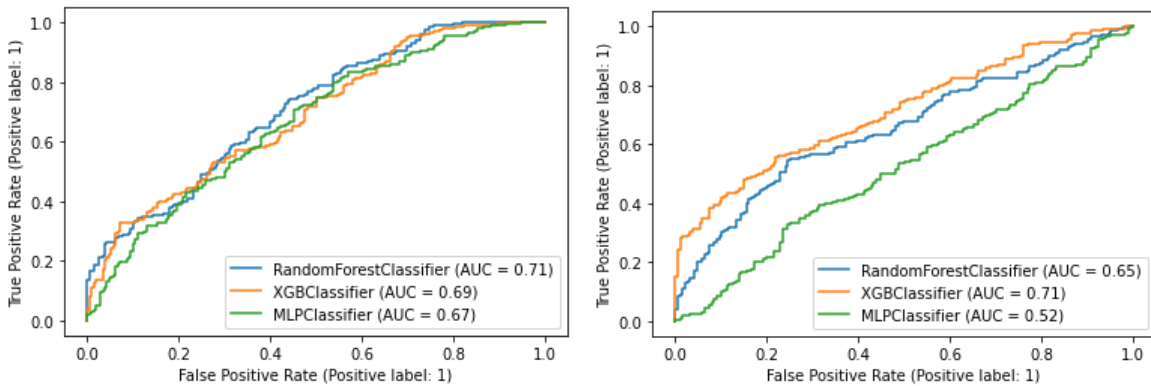 True Positive Rate (Positive label: 1)
1.0
0.8
0.6
0.4
0.2
0.0
RandomForestClassifier (AUC = 0.71)
XGBClassifier (AUC = 0.69)
MLPClassifier (AUC = 0.67)
0.0 0.2 0.4 0.6 0.8 1.0
False Positive Rate (Positive label: 1)
True Positive Rate (Positive label: 1)
1.0
0.8
0.6
0.4
0.2
0.0
RandomForestClassifier (AUC = 0.65)
XGBClassifier (AUC = 0.71)
MLPClassifier (AUC = 0.52)
0.0 0.2 0.4 0.6 0.8 1.0
False Positive Rate (Positive label: 1)